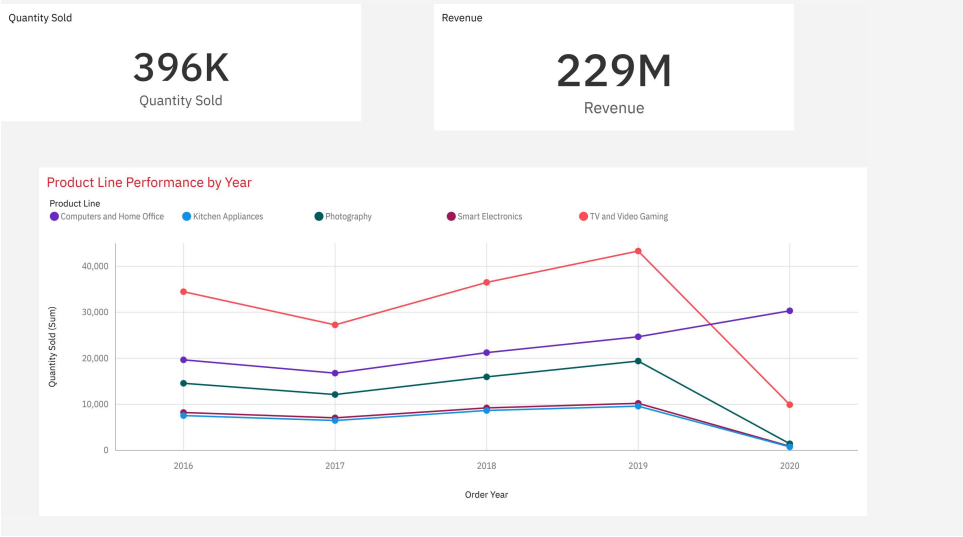 Quantity Sold
396K
Quantity Sold
Revenue
229M
Revenue
Product Line Performance by Year
Product Line
Computers and Home Office
Kitchen Appliances
Photography
Smart Electronics
TV and Video Gaming
Quantity Sold (Sum)
40,000
30,000
20,000
10,000
0
2016
2017
2018
2019
2020
Order Year